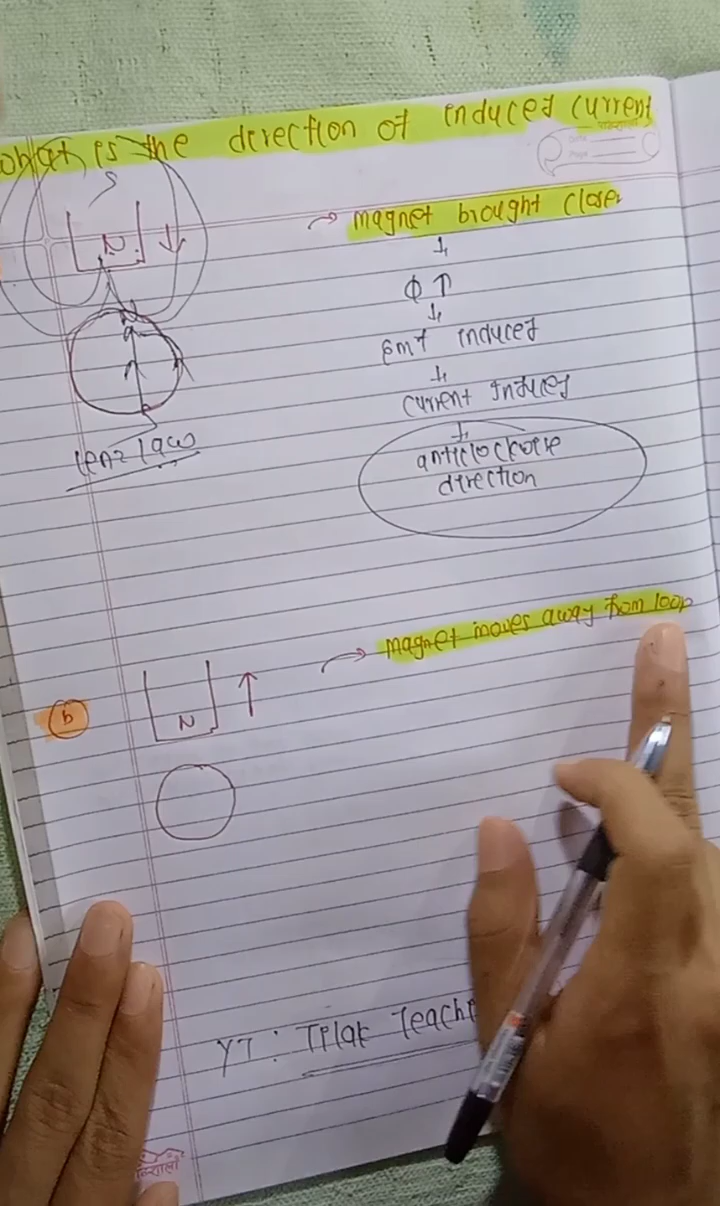 what is the direction of induced current
S
N
magnet brought close
↓
Φ ↑
↓
Emf induced
↓
N
current induced
↓
lenz law
anticlockwise
direction
magnet moves away from loop
b
N
YT : Tilak Teach